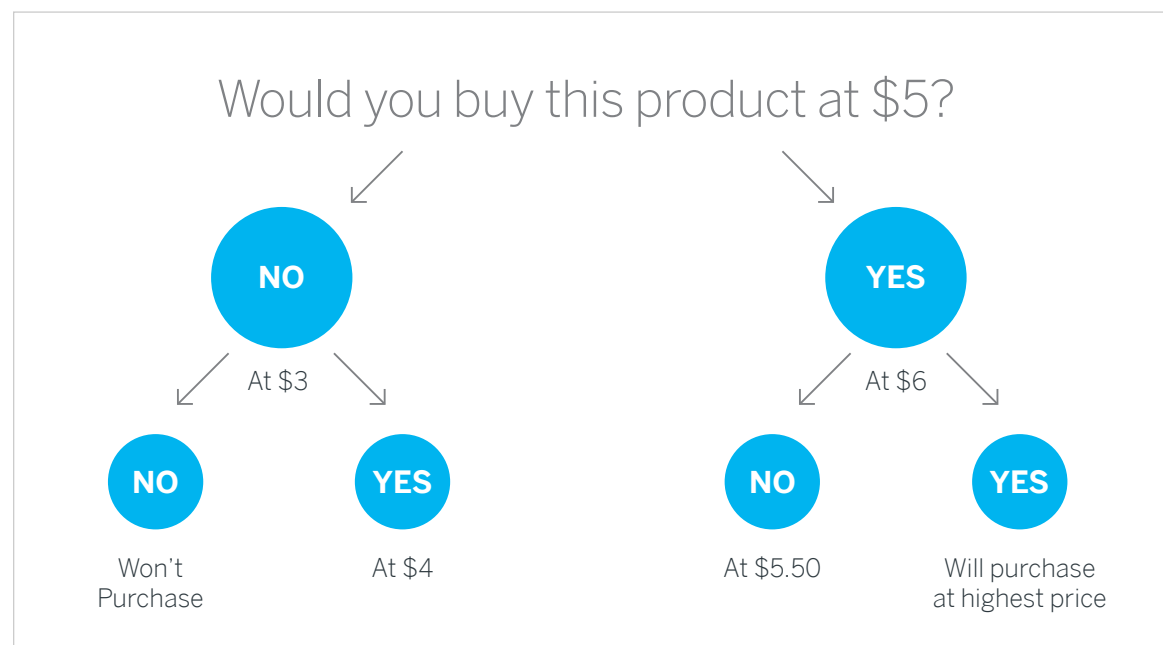 Would you buy this product at $5?
NO
YES
At $3
At $6
NO
YES
NO
YES
Won't
Purchase
At $4
At $5.50
Will purchase
at highest price